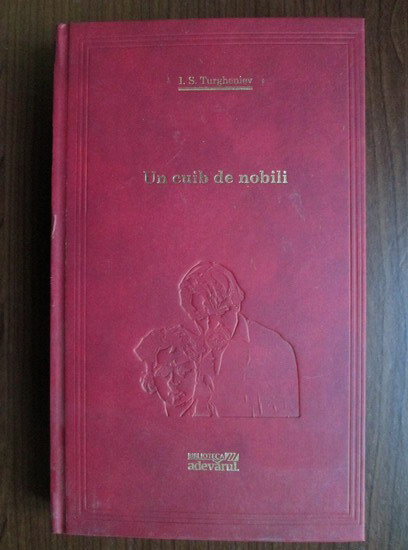 I. S. Turgheniev
Un cuib de nobili
BIBLIOTECA
adevărul.